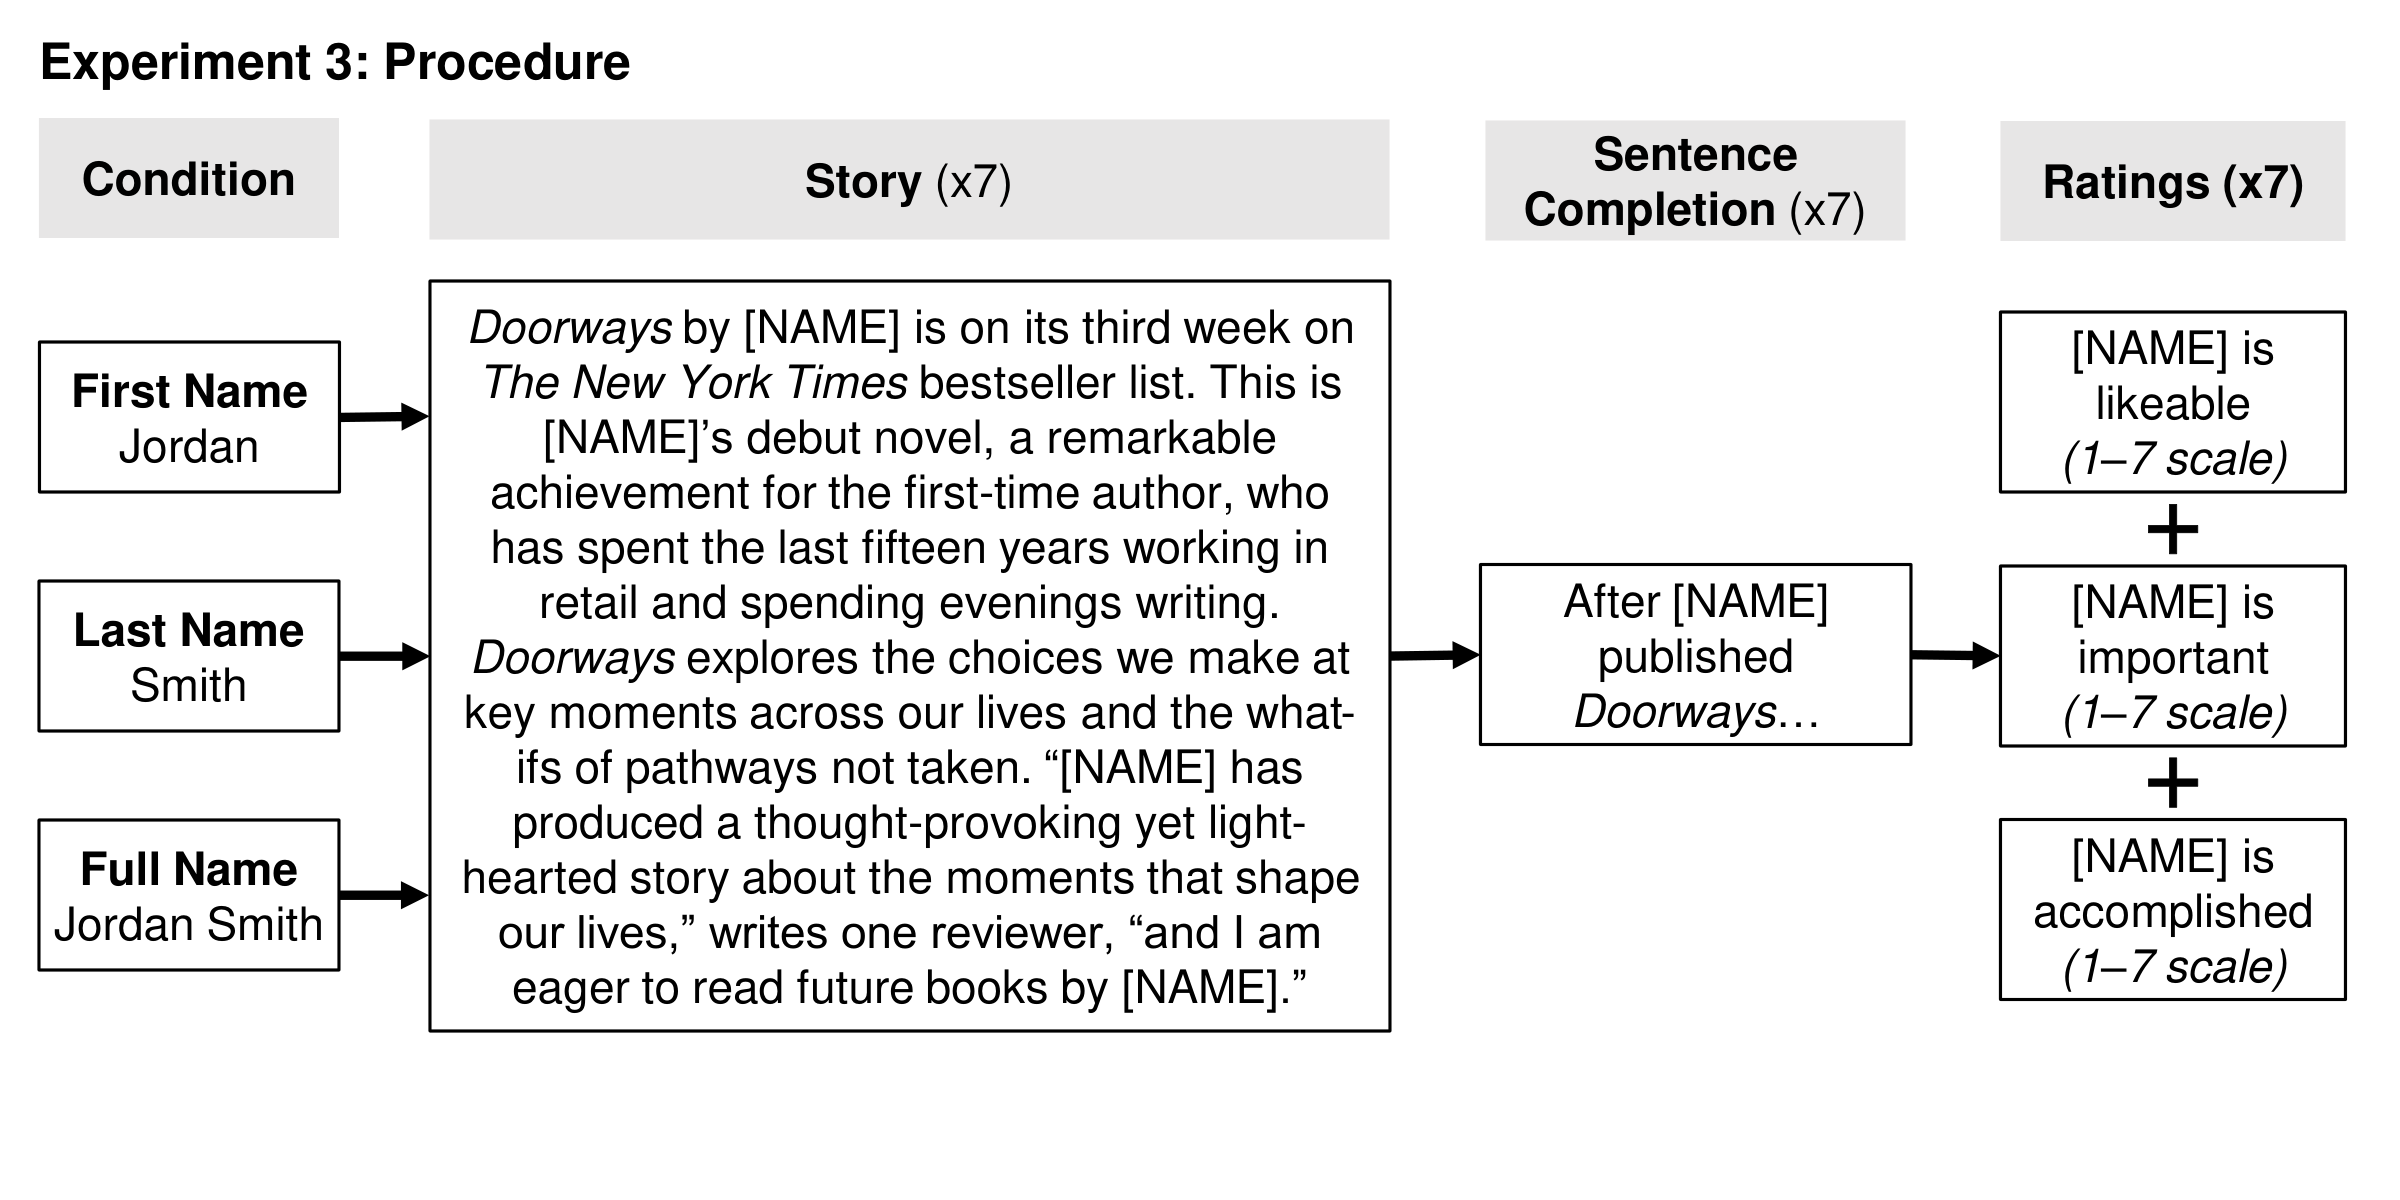 Experiment 3: Procedure
Condition
Story (x7)
Sentence
Completion (x7)
Ratings (x7)
First Name
Jordan
Last Name
Smith
Full Name
Jordan Smith
Doorways by [NAME] is on its third week on
The New York Times bestseller list. This is
[NAME]’s debut novel, a remarkable
achievement for the first-time author, who
has spent the last fifteen years working in
retail and spending evenings writing.
Doorways explores the choices we make at
key moments across our lives and the what-
ifs of pathways not taken. “[NAME] has
produced a thought-provoking yet light-
hearted story about the moments that shape
our lives,” writes one reviewer, “and I am
eager to read future books by [NAME].”
After [NAME]
published
Doorways…
[NAME] is
likeable
(1–7 scale)
+
[NAME] is
important
(1–7 scale)
+
[NAME] is
accomplished
(1–7 scale)